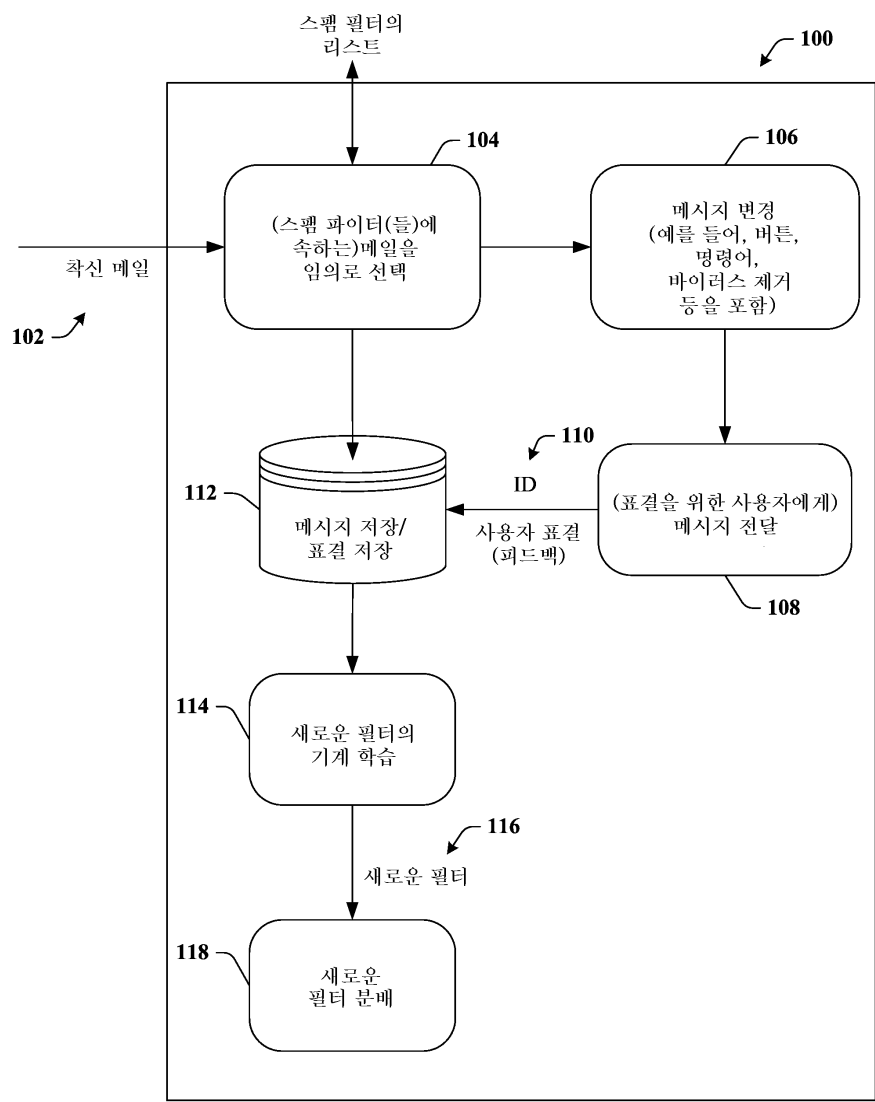 스팸 필터의
리스트
100
104
106
(스팸 파이터(들)에
속하는)메일을
임의로 선택
메시지 변경
(예를 들어, 버튼,
명령어,
바이러스 제거
등을 포함)
착신 메일
102
110
ID
112
메시지 저장/
표결 저장
사용자 표결
(피드백)
(표결을 위한 사용자에게)
메시지 전달
108
114
새로운 필터의
기계 학습
116
새로운 필터
118
새로운
필터 분배